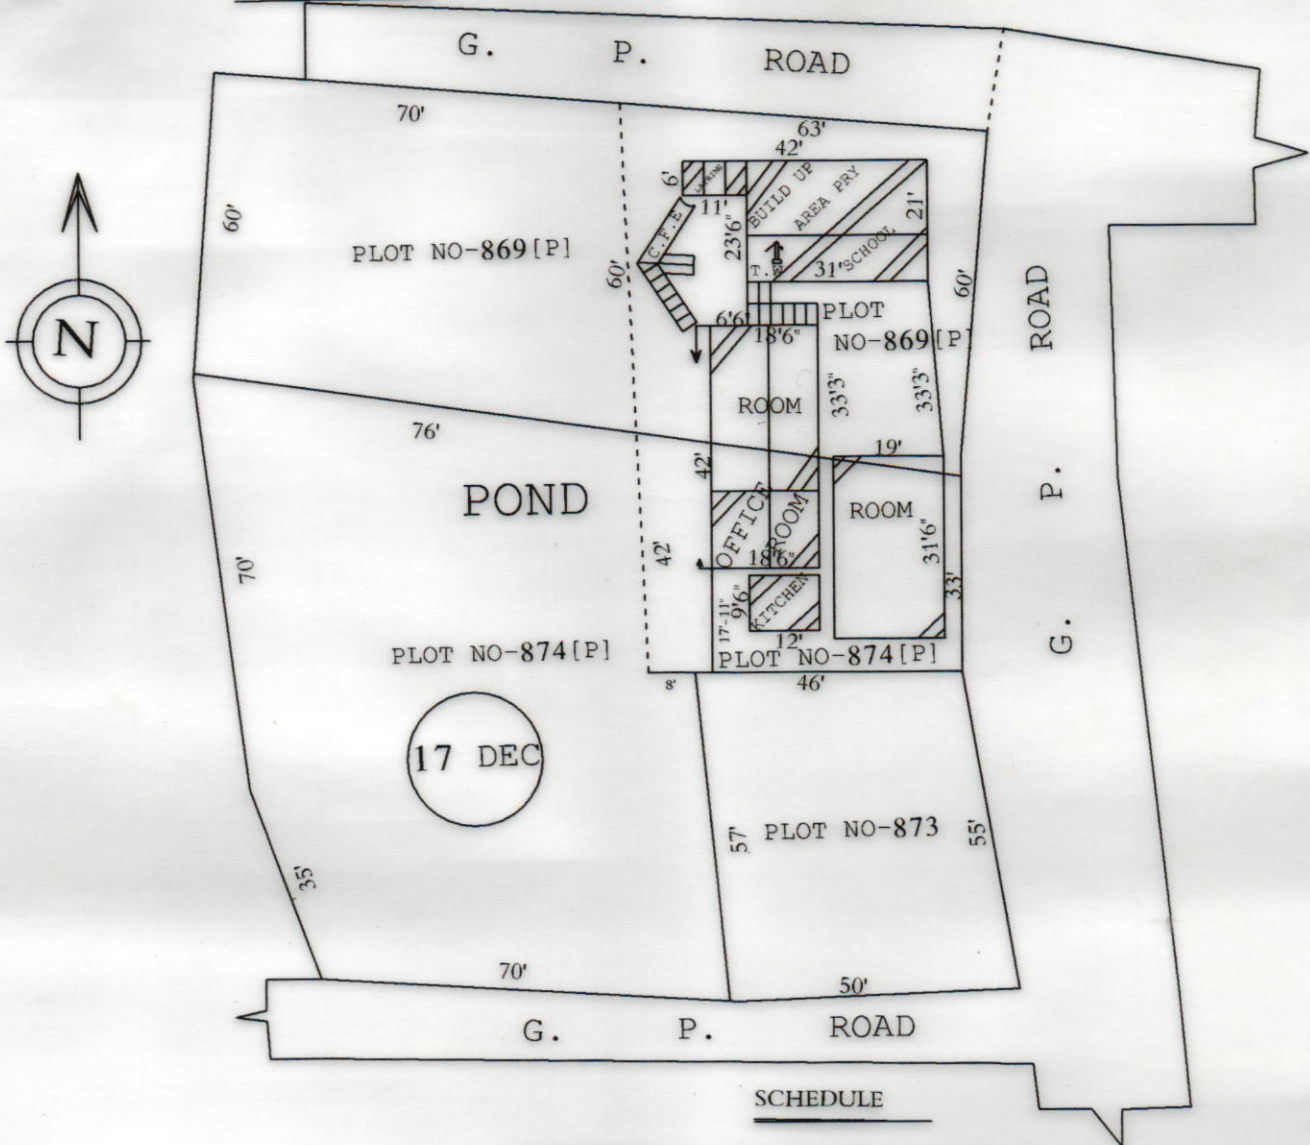 G. P. ROAD
70'
63'
42'
6'
11'
BUILD UP
AREA PRY
SCHOOL
21'
60'
PLOT NO-869[P]
C.F.E
23'6"
T.W
31'
60'
60'
ROAD
N
6'6"
18'6"
PLOT
NO-869[P]
33'3"
33'3"
ROOM
76'
42'
19'
POND
OFFICE
ROOM
ROOM
31'6"
P.
70'
42'
18'6"
33'
17'-11"
9'6"
KITCHEN
12'
G.
PLOT NO-874[P]
PLOT NO-874[P]
8'
46'
17 DEC
57'
PLOT NO-873
55'
35'
70'
50'
G. P. ROAD
SCHEDULE